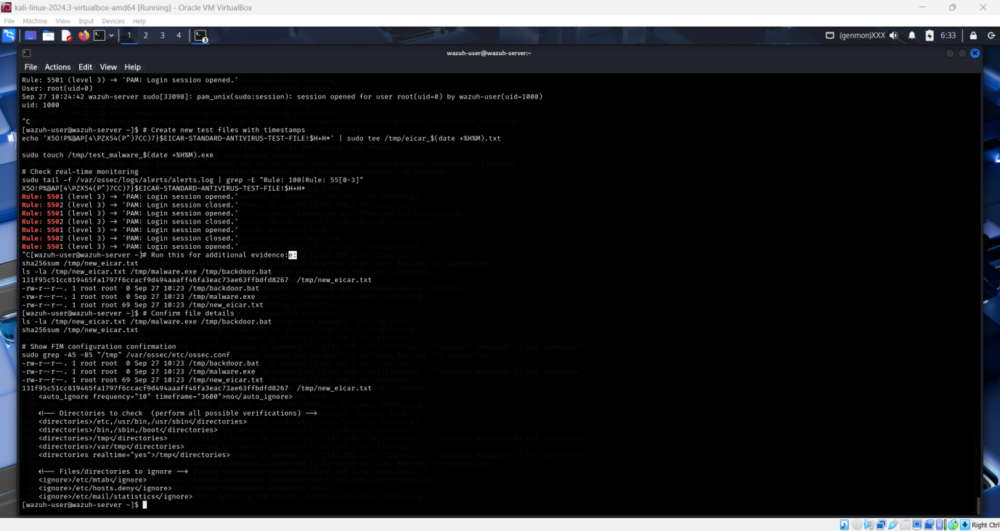 kali-linux-2024.3-virtualbox-amd64 [Running] - Oracle VM VirtualBox
File Machine View Input Devices Help
1 2 3 4 3 (genmon)XXX 6:33
wazuh-user@wazuh-server:~
File Actions Edit View Help
Rule: 5501 (level 3) → 'PAM: Login session opened.'
User: root(uid=0)
Sep 27 10:24:42 wazuh-server sudo[33098]: pam_unix(sudo:session): session opened for user root(uid=0) by wazuh-user(uid=1000)
uid: 1000
^C
[wazuh-user@wazuh-server ~]$ # Create new test files with timestamps
echo 'X5O!P%@AP[4\PZX54(P^)7CC)7}$EICAR-STANDARD-ANTIVIRUS-TEST-FILE!$H+H*' | sudo tee /tmp/eicar_$(date +%H%M).txt
sudo touch /tmp/test_malware_$(date +%H%M).exe
# Check real-time monitoring
sudo tail -f /var/ossec/logs/alerts/alerts.log | grep -E "Rule: 100|Rule: 55[0-3]"
X5O!P%@AP[4\PZX54(P^)7CC)7}$EICAR-STANDARD-ANTIVIRUS-TEST-FILE!$H+H*
Rule: 5501 (level 3) → 'PAM: Login session opened.'
Rule: 5502 (level 3) → 'PAM: Login session closed.'
Rule: 5501 (level 3) → 'PAM: Login session opened.'
Rule: 5502 (level 3) → 'PAM: Login session closed.'
Rule: 5501 (level 3) → 'PAM: Login session opened.'
Rule: 5502 (level 3) → 'PAM: Login session closed.'
Rule: 5501 (level 3) → 'PAM: Login session opened.'
^C[wazuh-user@wazuh-server ~]# Run this for additional evidence:e:
sha256sum /tmp/new_eicar.txt
ls -la /tmp/new_eicar.txt /tmp/malware.exe /tmp/backdoor.bat
131f95c51cc819465fa1797f6ccacf9d494aaaff46fa3eac73ae63ffbdfd8267  /tmp/new_eicar.txt
-rw-r--r--. 1 root root  0 Sep 27 10:23 /tmp/backdoor.bat
-rw-r--r--. 1 root root  0 Sep 27 10:23 /tmp/malware.exe
-rw-r--r--. 1 root root 69 Sep 27 10:23 /tmp/new_eicar.txt
[wazuh-user@wazuh-server ~]$ # Confirm file details
ls -la /tmp/new_eicar.txt /tmp/malware.exe /tmp/backdoor.bat
sha256sum /tmp/new_eicar.txt
# Show FIM configuration confirmation
sudo grep -A5 -B5 "/tmp" /var/ossec/etc/ossec.conf
-rw-r--r--. 1 root root  0 Sep 27 10:23 /tmp/backdoor.bat
-rw-r--r--. 1 root root  0 Sep 27 10:23 /tmp/malware.exe
-rw-r--r--. 1 root root 69 Sep 27 10:23 /tmp/new_eicar.txt
131f95c51cc819465fa1797f6ccacf9d494aaaff46fa3eac73ae63ffbdfd8267  /tmp/new_eicar.txt
<auto_ignore frequency="10" timeframe="3600">no</auto_ignore>
<!-- Directories to check  (perform all possible verifications) -->
<directories>/etc,/usr/bin,/usr/sbin</directories>
<directories>/bin,/sbin,/boot</directories>
<directories>/tmp</directories>
<directories>/var/tmp</directories>
<directories realtime="yes">/tmp</directories>
<!-- Files/directories to ignore -->
<ignore>/etc/mtab</ignore>
<ignore>/etc/hosts.deny</ignore>
<ignore>/etc/mail/statistics</ignore>
[wazuh-user@wazuh-server ~]$
Right Ctrl